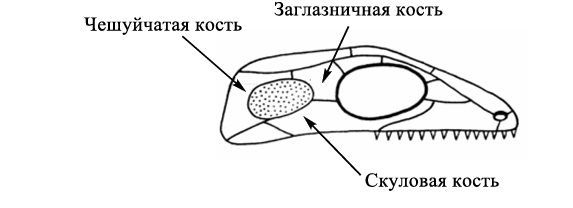 Заглазничная кость
Чешуйчатая кость
Скуловая кость